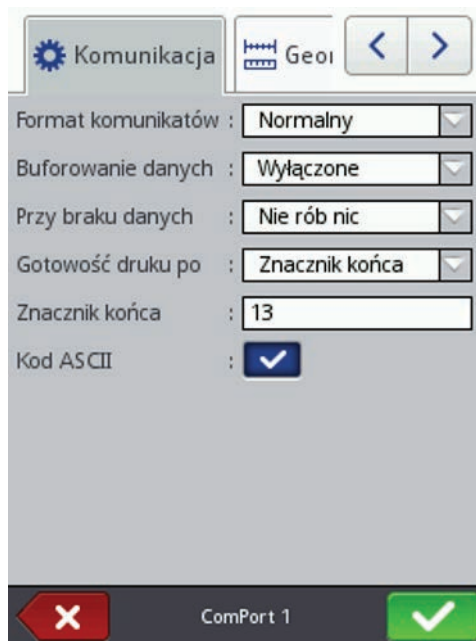 Komunikacja
Format komunikatów : Normalny
Buforowanie danych : Wyłączone
Przy braku danych : Nie rób nic
Gotowość druku po : Znacznik końca
Znacznik końca : 13
Kod ASCII :
ComPort 1